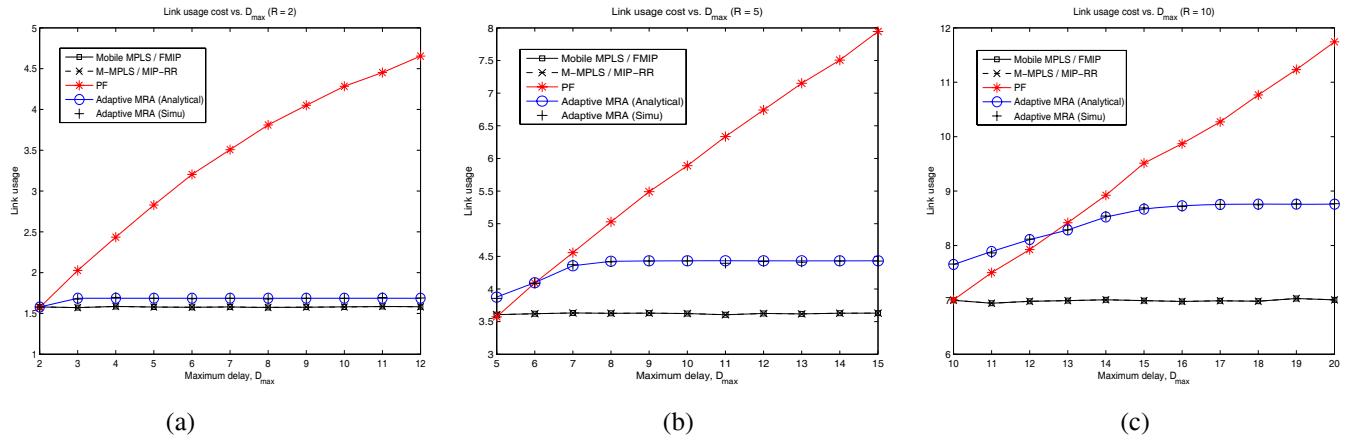 Link usage cost vs. D_max (R = 2)
Link usage
5
4.5
4
3.5
3
2.5
2
1.5
1
Mobile MPLS / FMIP
M-MPLS / MIP-RR
PF
Adaptive MRA (Analytical)
Adaptive MRA (Simu)
2 3 4 5 6 7 8 9 10 11 12
Maximum delay, D_max
(a)
Link usage cost vs. D_max (R = 5)
Link usage
8
7.5
7
6.5
6
5.5
5
4.5
4
3.5
3
Mobile MPLS / FMIP
M-MPLS / MIP-RR
PF
Adaptive MRA (Analytical)
Adaptive MRA (Simu)
5 6 7 8 9 10 11 12 13 14 15
Maximum delay, D_max
(b)
Link usage cost vs. D_max (R = 10)
Link usage
12
11
10
9
8
7
6
Mobile MPLS / FMIP
M-MPLS / MIP-RR
PF
Adaptive MRA (Analytical)
Adaptive MRA (Simu)
10 11 12 13 14 15 16 17 18 19 20
Maximum delay, D_max
(c)